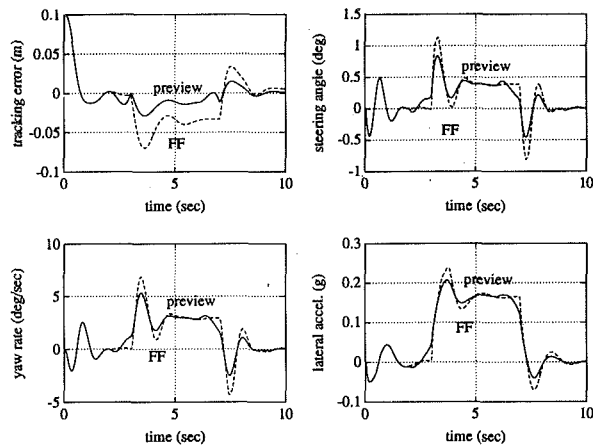 0.1
0.05
0
-0.05
-0.1
tracking error (m)
preview
FF
0
5
10
time (sec)
1.5
1
0.5
0
-0.5
-1
steering angle (deg)
preview
FF
0
5
10
time (sec)
10
5
0
-5
yaw rate (deg/sec)
preview
FF
0
5
10
time (sec)
0.3
0.2
0.1
0
-0.1
lateral accel. (g)
preview
FF
0
5
10
time (sec)